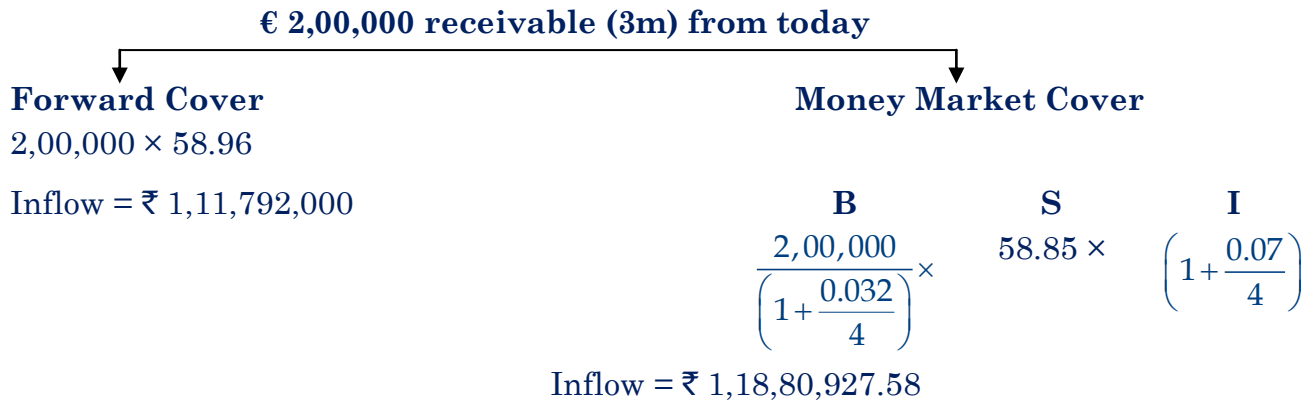 € 2,00,000 receivable (3m) from today
Forward Cover
2,00,000 × 58.96
Inflow = ₹ 1,11,792,000
Money Market Cover
B S I
2,00,000 / (1 + 0.032 / 4) × 58.85 × (1 + 0.07 / 4)
Inflow = ₹ 1,18,80,927.58